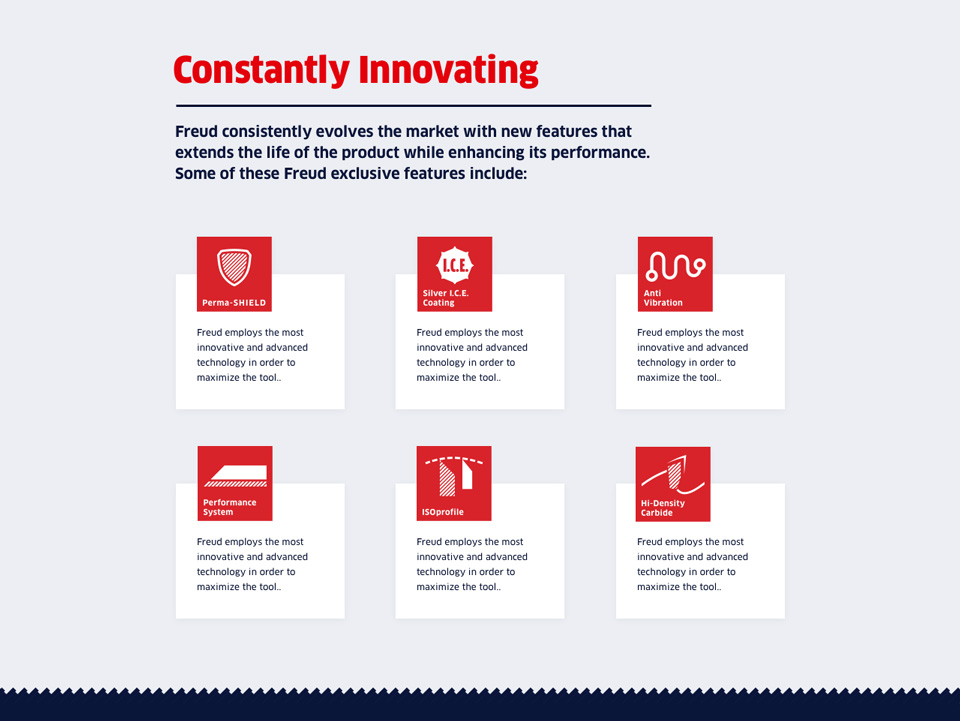 Constantly Innovating
Freud consistently evolves the market with new features that
extends the life of the product while enhancing its performance.
Some of these Freud exclusive features include:
Perma-SHIELD
Freud employs the most
innovative and advanced
technology in order to
maximize the tool..
I.C.E.
Silver I.C.E.
Coating
Freud employs the most
innovative and advanced
technology in order to
maximize the tool..
Anti
Vibration
Freud employs the most
innovative and advanced
technology in order to
maximize the tool..
Performance
System
Freud employs the most
innovative and advanced
technology in order to
maximize the tool..
ISOprofile
Freud employs the most
innovative and advanced
technology in order to
maximize the tool..
Hi-Density
Carbide
Freud employs the most
innovative and advanced
technology in order to
maximize the tool..